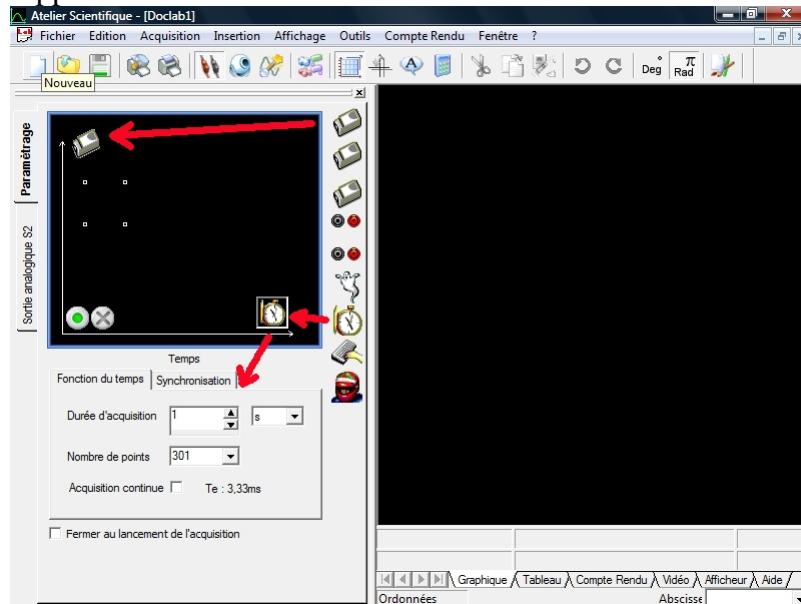 Atelier Scientifique - [Doclab1]
Fichier Edition Acquisition Insertion Affichage Outils Compte Rendu Fenêtre ?
Deg π Rad
Nouveau
Paramétrage
Sortie analogique S2
Temps
Fonction du temps Synchronisation
Durée d'acquisition 1 s
Nombre de points 301
Acquisition continue Te : 3,33ms
Fermer au lancement de l'acquisition
Graphique Tableau Compte Rendu Vidéo Afficheur Aide
Ordonnées Abscisse